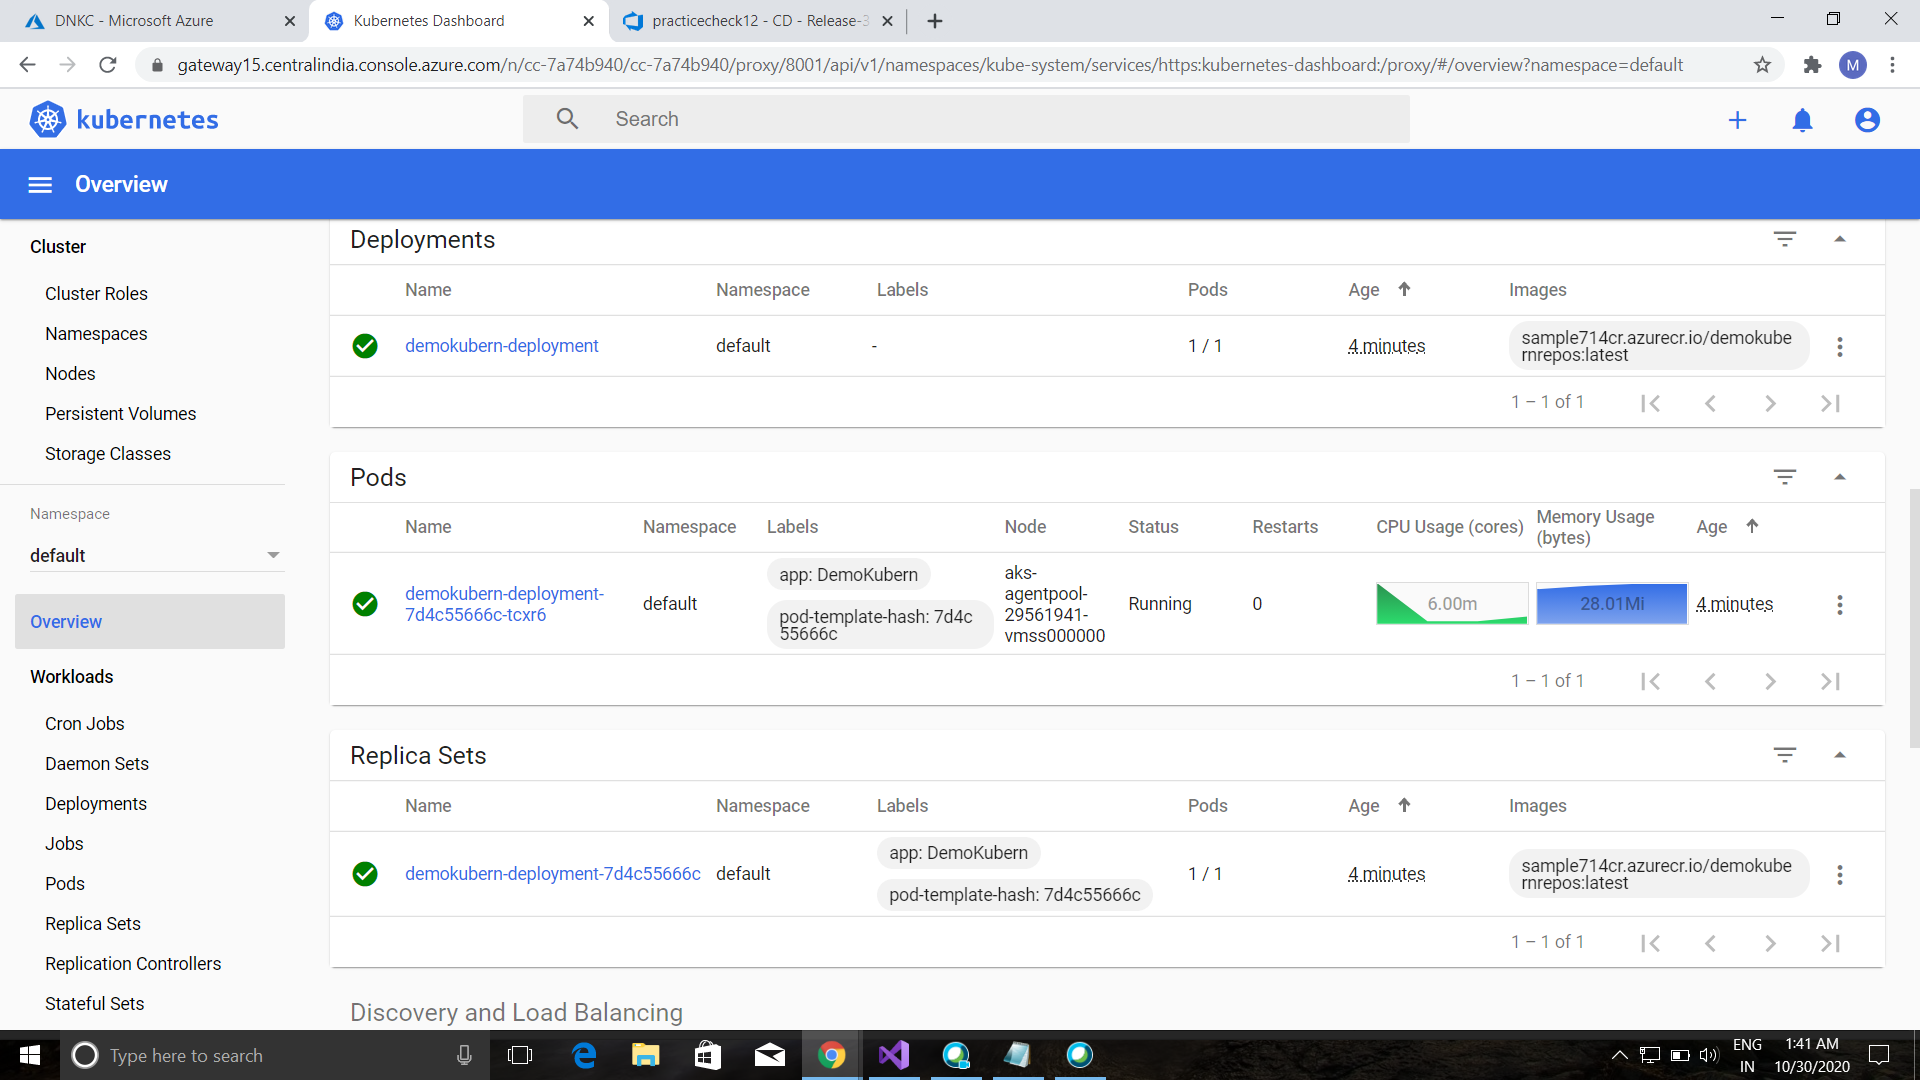 DNKC - Microsoft Azure
Kubernetes Dashboard
practicecheck12 - CD - Release-3
gateway15.centralindia.console.azure.com/n/cc-7a74b940/cc-7a74b940/proxy/8001/api/v1/namespaces/kube-system/services/https:kubernetes-dashboard:/proxy/#/overview?namespace=default
M
kubernetes
Search
Overview
Cluster
Cluster Roles
Namespaces
Nodes
Persistent Volumes
Storage Classes
Namespace
default
Overview
Workloads
Cron Jobs
Daemon Sets
Deployments
Jobs
Pods
Replica Sets
Replication Controllers
Stateful Sets
Deployments
Name Namespace Labels Pods Age Images
demokubern-deployment default - 1 / 1 4 minutes sample714cr.azurecr.io/demokube
rnrepos:latest
1 – 1 of 1
Pods
Name Namespace Labels Node Status Restarts CPU Usage (cores) Memory Usage
(bytes) Age
demokubern-deployment-
7d4c55666c-tcxr6
default
app: DemoKubern
pod-template-hash: 7d4c
55666c
aks-
agentpool-
29561941-
vmss000000
Running 0 6.00m 28.01Mi 4 minutes
1 – 1 of 1
Replica Sets
Name Namespace Labels Pods Age Images
demokubern-deployment-7d4c55666c default
app: DemoKubern
pod-template-hash: 7d4c55666c
1 / 1 4 minutes
sample714cr.azurecr.io/demokube
rnrepos:latest
1 – 1 of 1
Discovery and Load Balancing
Type here to search
ENG
IN
1:41 AM
10/30/2020